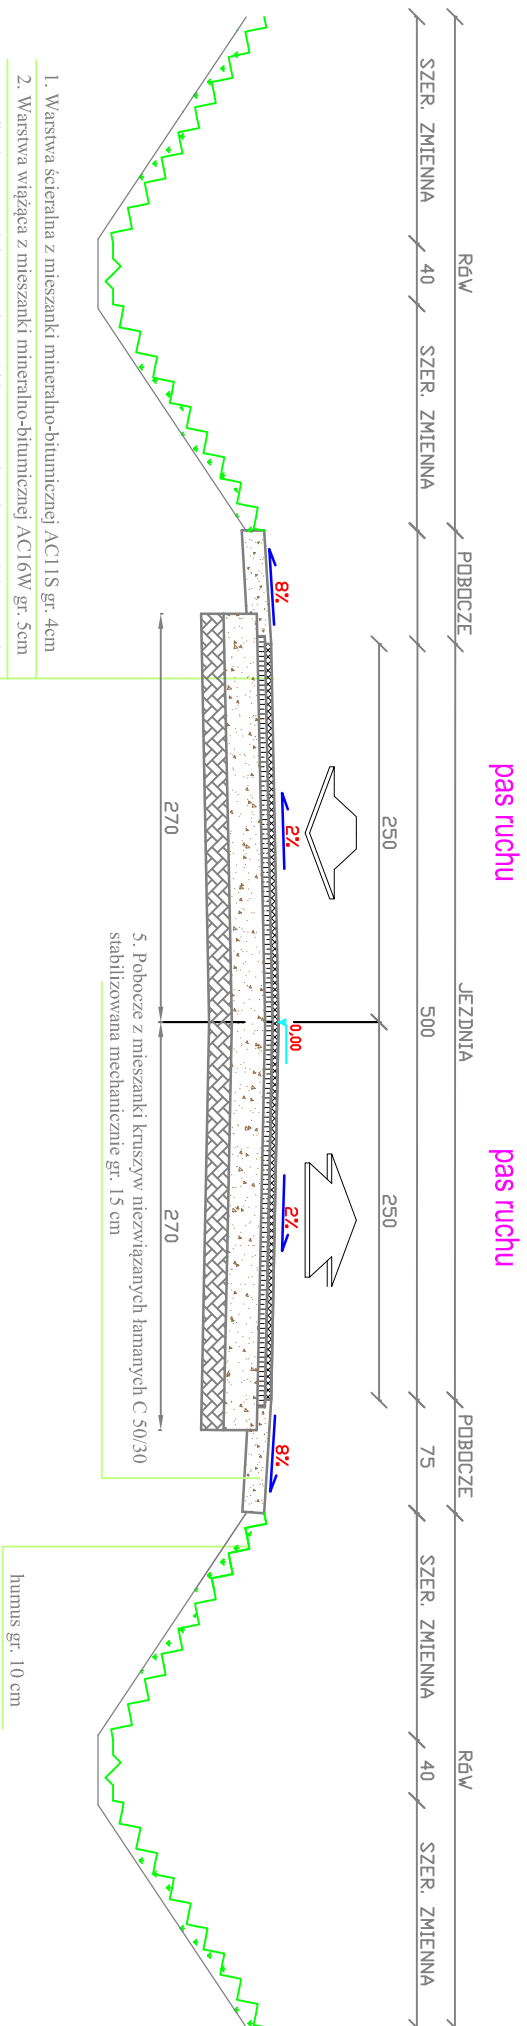 pas ruchu
pas ruchu
RÓW
POBOCZE
JEZDNIA
POBOCZE
RÓW
SZER. ZMIENNA
40
SZER. ZMIENNA
500
75
SZER. ZMIENNA
40
SZER. ZMIENNA
250
250
8%
2%
0,00
2%
8%
270
270
1. Warstwa ścieralna z mieszanki mineralno-bitumicznej AC11S gr. 4cm
2. Warstwa wiążąca z mieszanki mineralno-bitumicznej AC16W gr. 5cm
5. Pobocze z mieszanki kruszyw niezwiązanych łamanych C 50/30
stabilizowana mechanicznie gr. 15 cm
humus gr. 10 cm